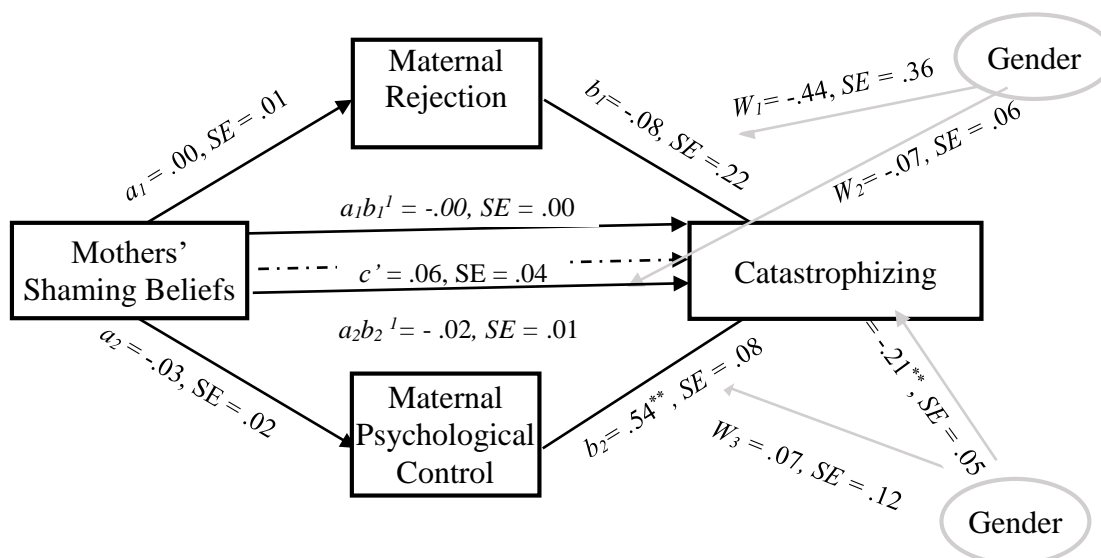 Maternal
Rejection
Gender
W1= -.44, SE = .36
a1 = .00, SE = .01
b1= -.08, SE =.22
W2= -.07, SE = .06
a1b1¹ = -.00, SE = .00
Mothers’
Shaming Beliefs
c’ = .06, SE = .04
Catastrophizing
a2b2 ¹ = - .02, SE = .01
a2 = -.03, SE = .02
Maternal
Psychological
Control
b2= .54**, SE = .08
= -.21**, SE = .05
W3 = .07, SE = .12
Gender